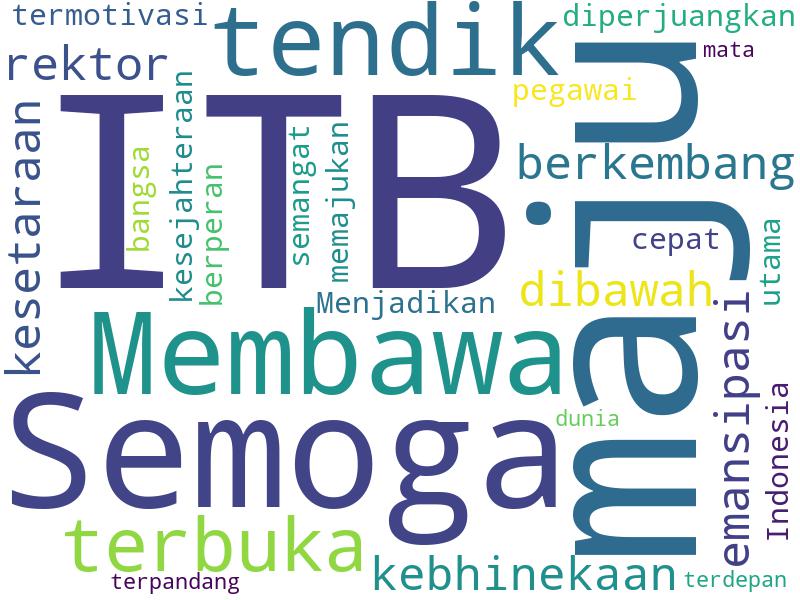 termotivasi
tendik
diperjuangkan
rektor
mata
pegawai
ITB
maju
berkembang
kesetaraan
bangsa
kesejahteraan
berperan
semangat
memajukan
cepat
utama
dibawah
Menjadikan
Membawa
emansipasi
Indonesia
Semoga
dunia
terbuka
kebhinekaan
terpandang
terdepan